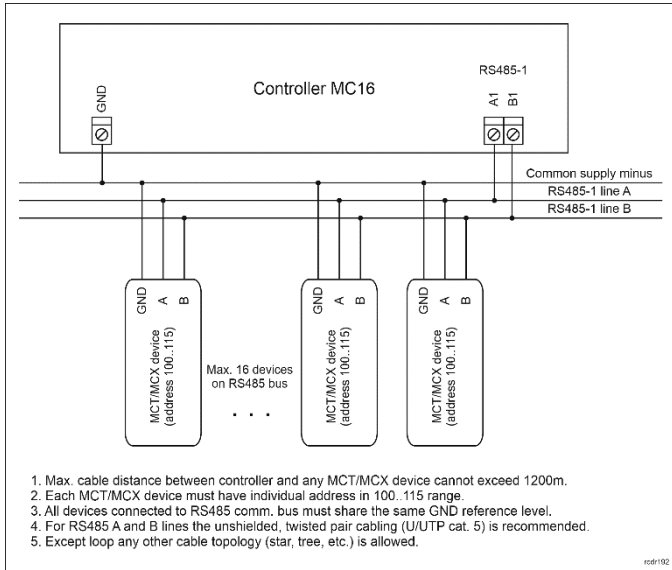 Controller MC16
RS485-1
GND
A1
B1
Common supply minus
RS485-1 line A
RS485-1 line B
GND
A
B
MCT/MCX device
(address 100..115)
Max. 16 devices
on RS485 bus
. . .
GND
A
B
MCT/MCX device
(address 100..115)
GND
A
B
MCT/MCX device
(address 100..115)
1. Max. cable distance between controller and any MCT/MCX device cannot exceed 1200m.
2. Each MCT/MCX device must have individual address in 100..115 range.
3. All devices connected to RS485 comm. bus must share the same GND reference level.
4. For RS485 A and B lines the unshielded, twisted pair cabling (U/UTP cat. 5) is recommended.
5. Except loop any other cable topology (star, tree, etc.) is allowed.
rcdr192